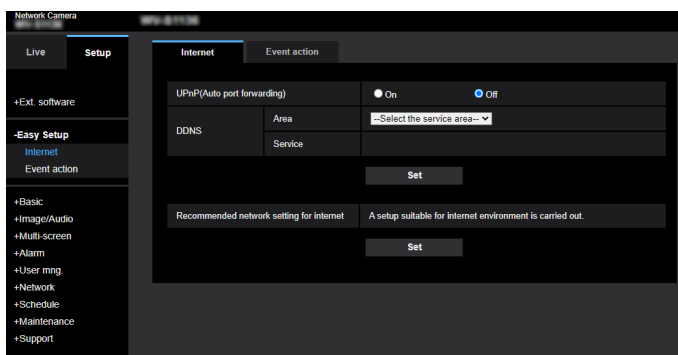 Network Camera
Live
Setup
+Ext. software
-Easy Setup
Internet
Event action
+Basic
+Image/Audio
+Multi-screen
+Alarm
+User mng.
+Network
+Schedule
+Maintenance
+Support
Internet
Event action
UPnP(Auto port forwarding)
On
Off
DDNS
Area
--Select the service area--
Service
Set
Recommended network setting for internet
A setup suitable for internet environment is carried out.
Set